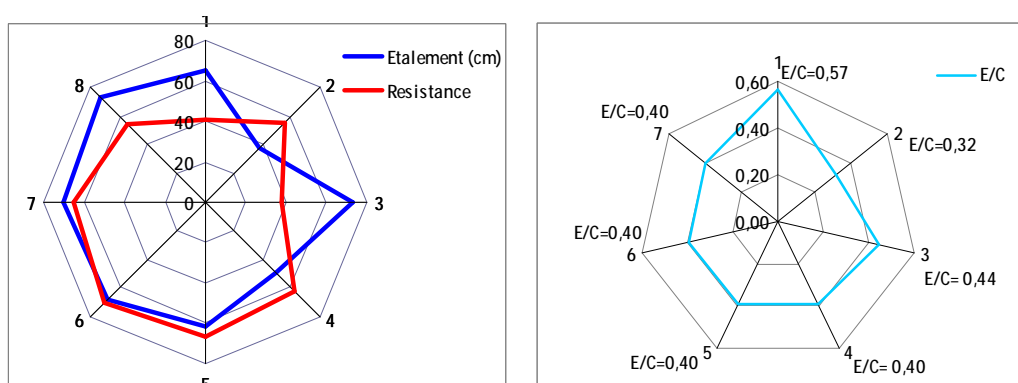 1
80
Etalement (cm)
8
60
2
Resistance
40
20
7
0
3
6
4
5
1
0,60
E/C=0,57
E/C
E/C=0,40
7
0,40
2
E/C=0,32
0,20
0,00
E/C=0,40
6
3
E/C= 0,44
E/C=0,40
5
4
E/C= 0,40